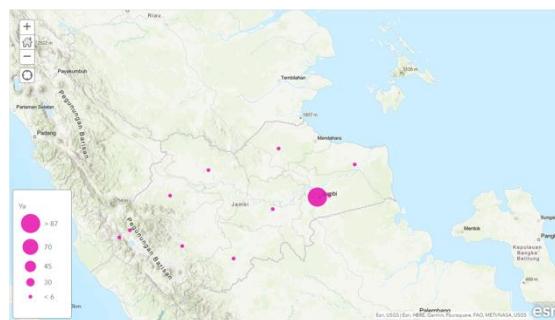 Riau
Payakumbuh
Tembilahan
Pariaman Selatan
Padang
Pegunungan Barisan
Mendahara
Jambi
Pegunungan Barisan
Mentok
Kepulauan
Bangka
Belitung
Palembang
Ya
> 87
70
45
30
< 6
esri